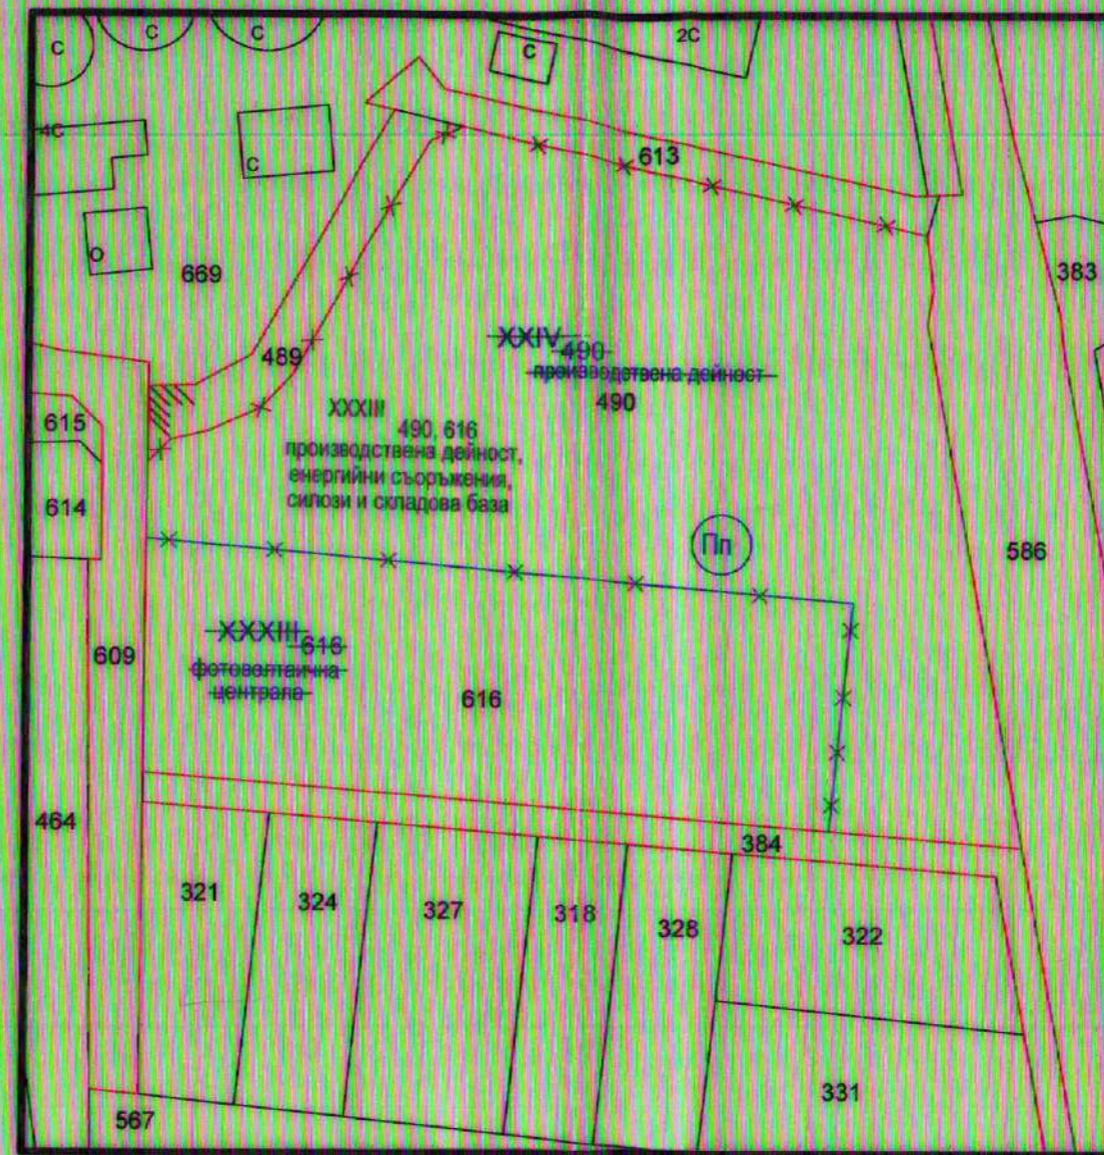 С
С
С
С
2С
4С
С
О
613
669
383
XXIV
490
производствена дейност
489
490
XXXIII
490, 616
производствена дейност,
енергийни съоръжения,
силози и складова база
615
614
Пп
586
XXXIII
616
фотоволтаична
централа
609
616
464
384
321
324
327
318
328
322
331
567